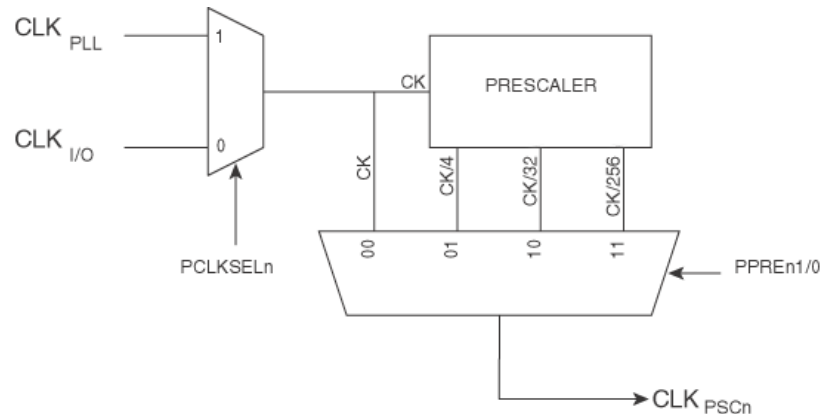 CLK PLL
1
CK
PRESCALER
CLK I/O
0
CK
CK/4
CK/32
CK/256
00
01
10
11
PCLKSELn
PPREn1/0
CLK PSCn